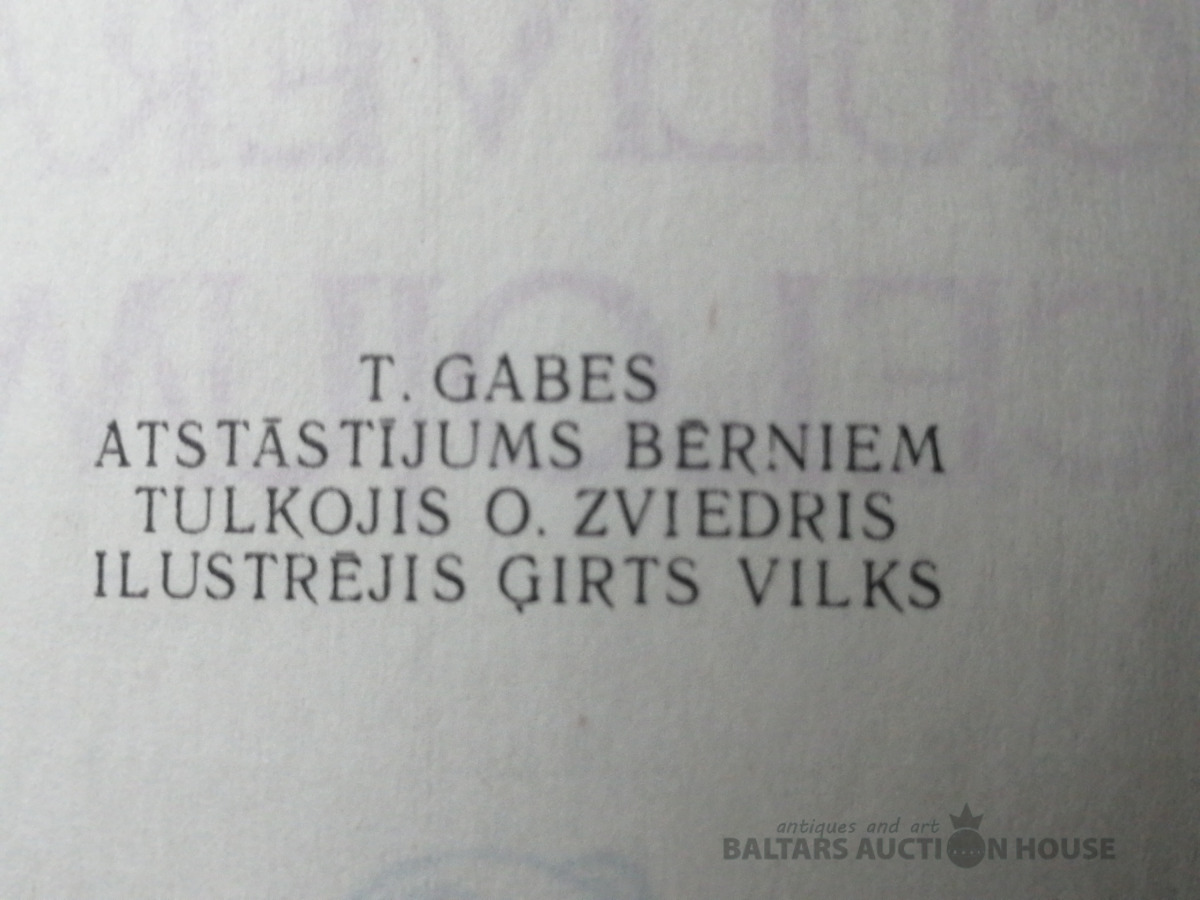 T. GABES
ATSTĀSTĪJUMS BĒRNIEM
TULKOJIS O. ZVIEDRIS
ILUSTRĒJIS ĢIRTS VILKS
antiques and art
BALTARS AUCTION HOUSE